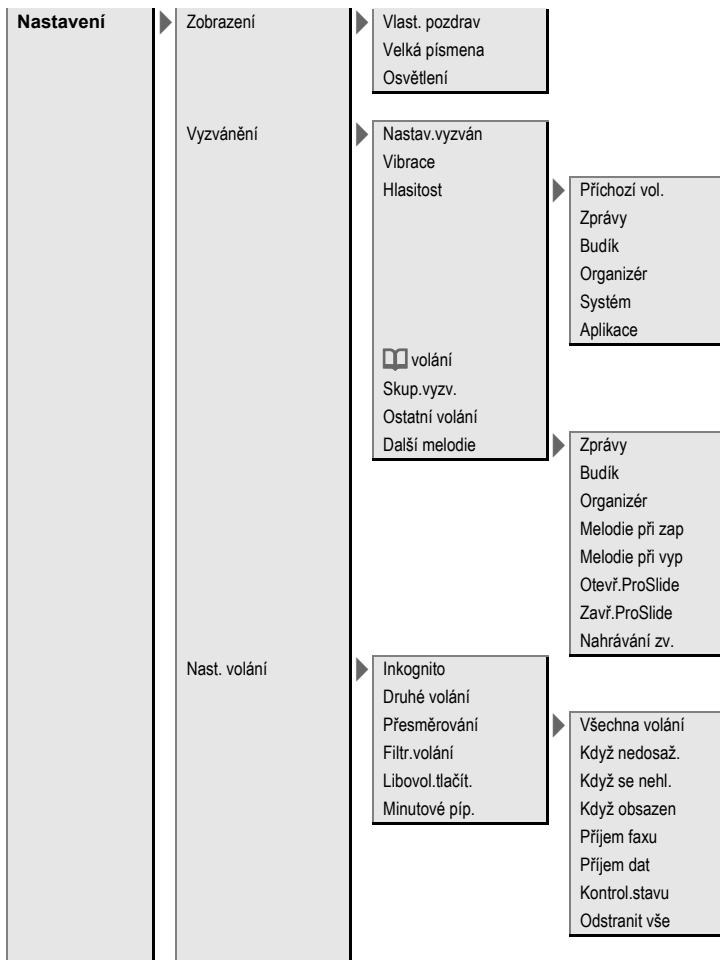 Nastavení
Zobrazení
Vlast. pozdrav
Velká písmena
Osvětlení
Vyzvánění
Nastav.vyzván
Vibrace
Hlasitost
Příchozí vol.
Zprávy
Budík
Organizér
Systém
Aplikace
volání
Skup.vyzv.
Ostatní volání
Další melodie
Zprávy
Budík
Organizér
Melodie při zap
Melodie při vyp
Otevř.ProSlide
Zavř.ProSlide
Nahrávání zv.
Nast. volání
Inkognito
Druhé volání
Přesměrování
Filtr.volání
Libovol.tlačít.
Minutové píp.
Všechna volání
Když nedosaž.
Když se nehl.
Když obsazen
Příjem faxu
Příjem dat
Kontrol.stavu
Odstranit vše